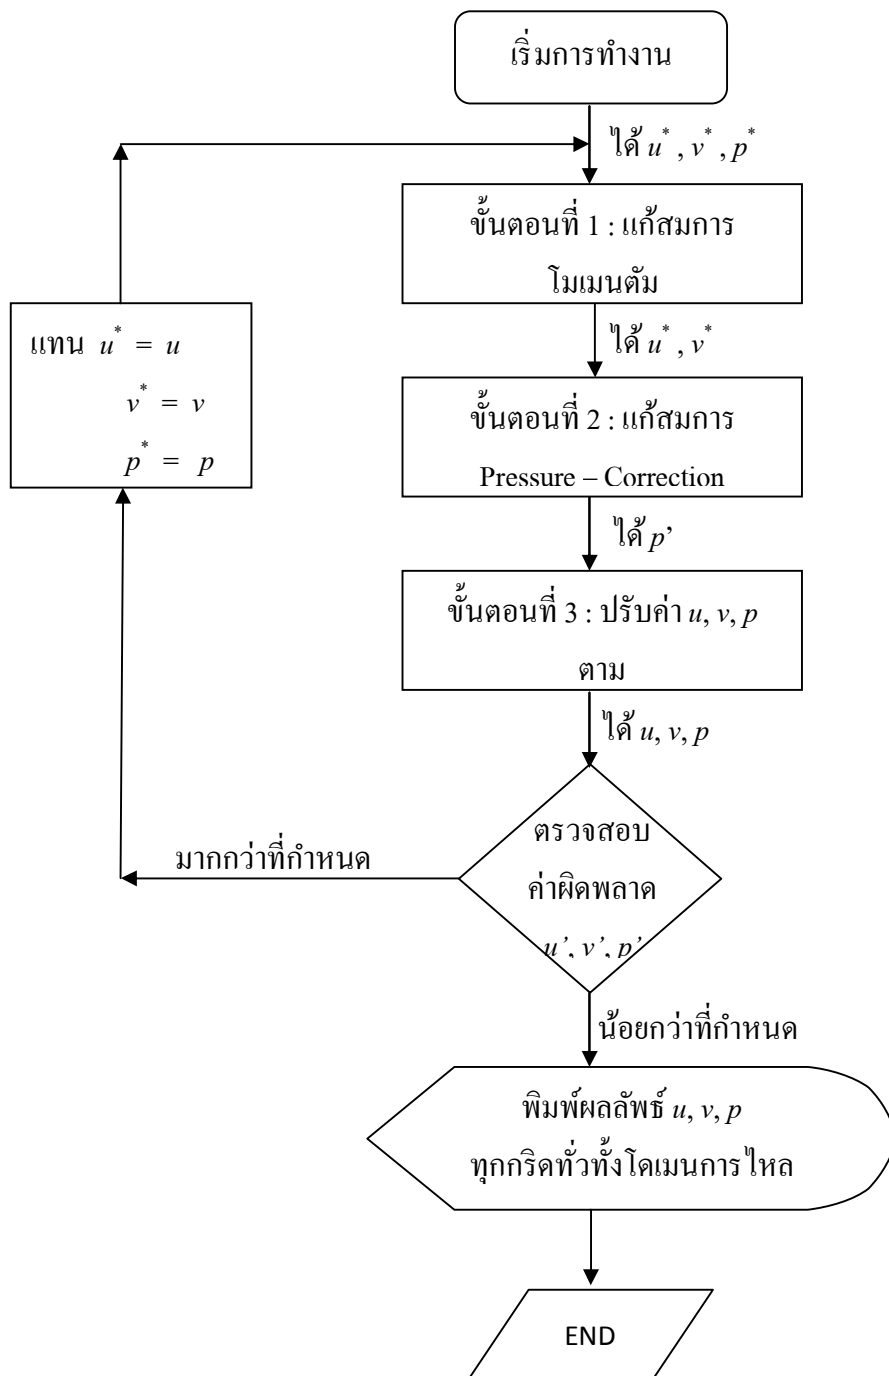 เริ่มการทำงาน
ได้ u* , v* , p*
ขั้นตอนที่ 1 : แก้สมการ
โมเมนตัม
ได้ u* , v*
แทน u* = u
v* = v
p* = p
ขั้นตอนที่ 2 : แก้สมการ
Pressure – Correction
ได้ p’
ขั้นตอนที่ 3 : ปรับค่า u, v, p
ตาม
ได้ u, v, p
ตรวจสอบ
ค่าผิดพลาด
u’, v’, p’
มากกว่าที่กำหนด
น้อยกว่าที่กำหนด
พิมพ์ผลลัพธ์ u, v, p
ทุกกริดทั่วทั้งโดเมนการไหล
END